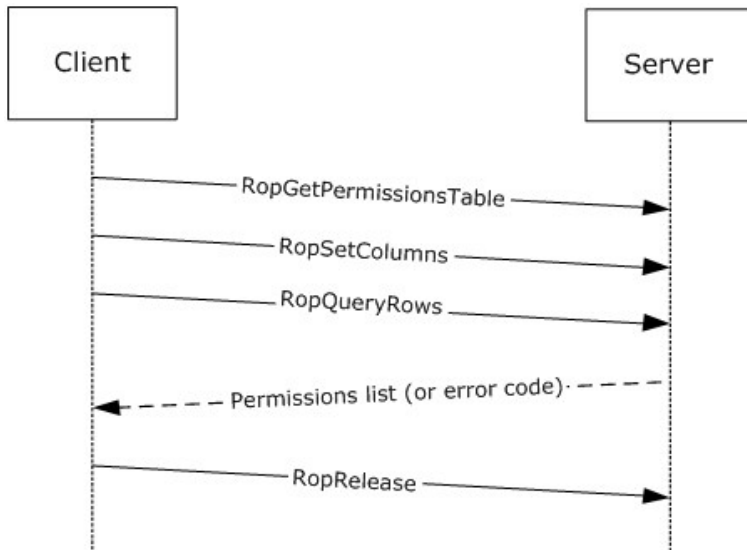 Client
Server
RopGetPermissionsTable
RopSetColumns
RopQueryRows
Permissions list (or error code)
RopRelease